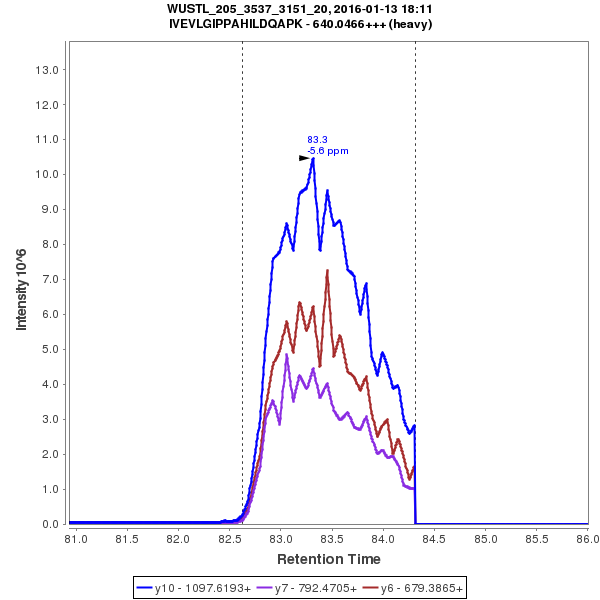 WUSTL_205_3537_3151_20, 2016-01-13 18:11
IVEVLGIPPAHILDQAPK - 640.0466+++ (heavy)
13.0
12.0
11.0
10.0
9.0
8.0
7.0
6.0
5.0
4.0
3.0
2.0
1.0
0.0
Intensity 10^6
83.3
-5.6 ppm
81.0 81.5 82.0 82.5 83.0 83.5 84.0 84.5 85.0 85.5 86.0
Retention Time
y10 - 1097.6193+ y7 - 792.4705+ y6 - 679.3865+